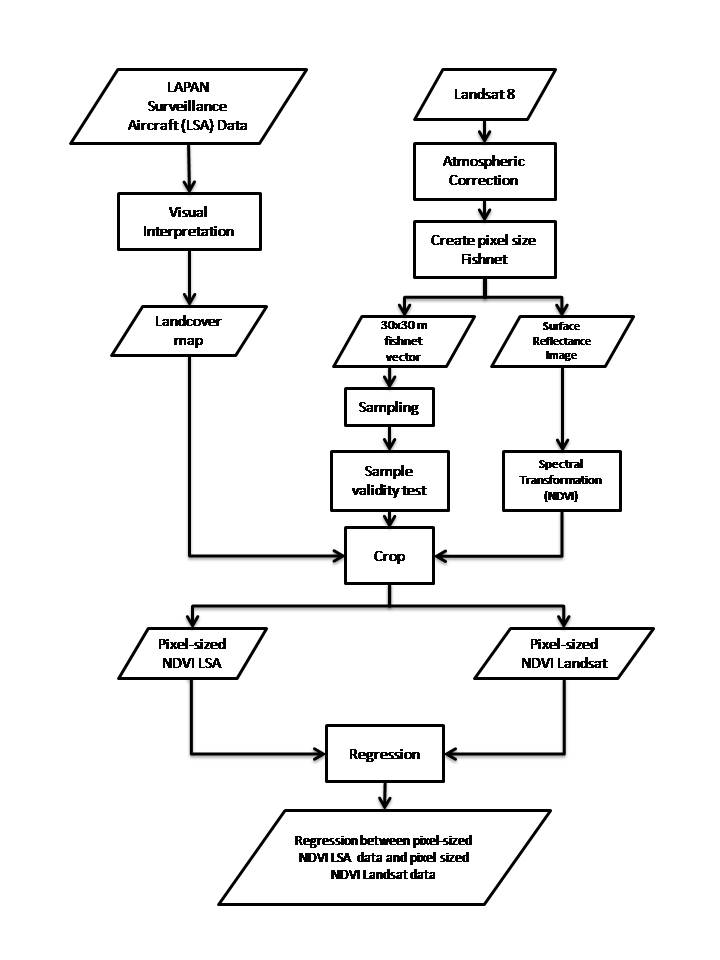 LAPAN
Surveillance
Aircraft (LSA) Data
Landsat 8
Atmospheric
Correction
Visual
Interpretation
Create pixel size
Fishnet
Landcover
map
30x30 m
fishnet
vector
Surface
Reflectance
Image
Sampling
Sample
validity test
Spectral
Transformation
(NDVI)
Crop
Pixel-sized
NDVI LSA
Pixel-sized
NDVI Landsat
Regression
Regression between pixel-sized
NDVI LSA data and pixel sized
NDVI Landsat data